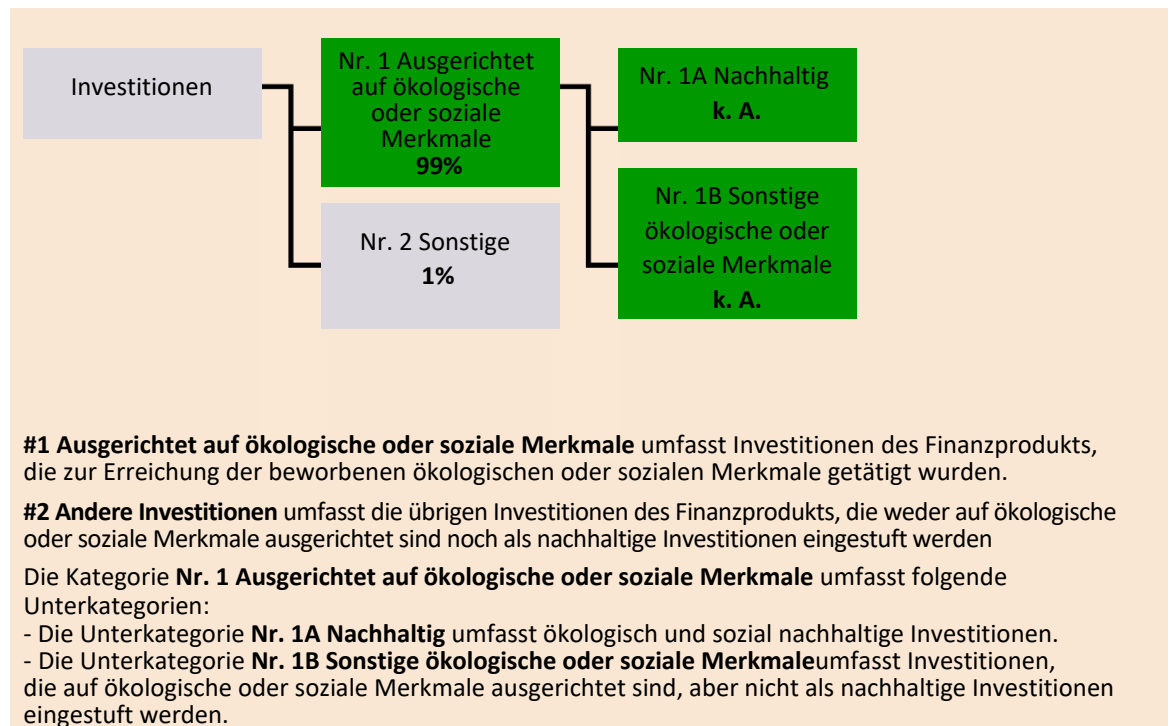 Investitionen
Nr. 1 Ausgerichtet
auf ökologische
oder soziale
Merkmale
99%
Nr. 2 Sonstige
1%
Nr. 1A Nachhaltig
k. A.
Nr. 1B Sonstige
ökologische oder
soziale Merkmale
k. A.
#1 Ausgerichtet auf ökologische oder soziale Merkmale umfasst Investitionen des Finanzprodukts,
die zur Erreichung der beworbenen ökologischen oder sozialen Merkmale getätigt wurden.
#2 Andere Investitionen umfasst die übrigen Investitionen des Finanzprodukts, die weder auf ökologische
oder soziale Merkmale ausgerichtet sind noch als nachhaltige Investitionen eingestuft werden
Die Kategorie Nr. 1 Ausgerichtet auf ökologische oder soziale Merkmale umfasst folgende
Unterkategorien:
- Die Unterkategorie Nr. 1A Nachhaltig umfasst ökologisch und sozial nachhaltige Investitionen.
- Die Unterkategorie Nr. 1B Sonstige ökologische oder soziale Merkmaleumfasst Investitionen,
die auf ökologische oder soziale Merkmale ausgerichtet sind, aber nicht als nachhaltige Investitionen
eingestuft werden.